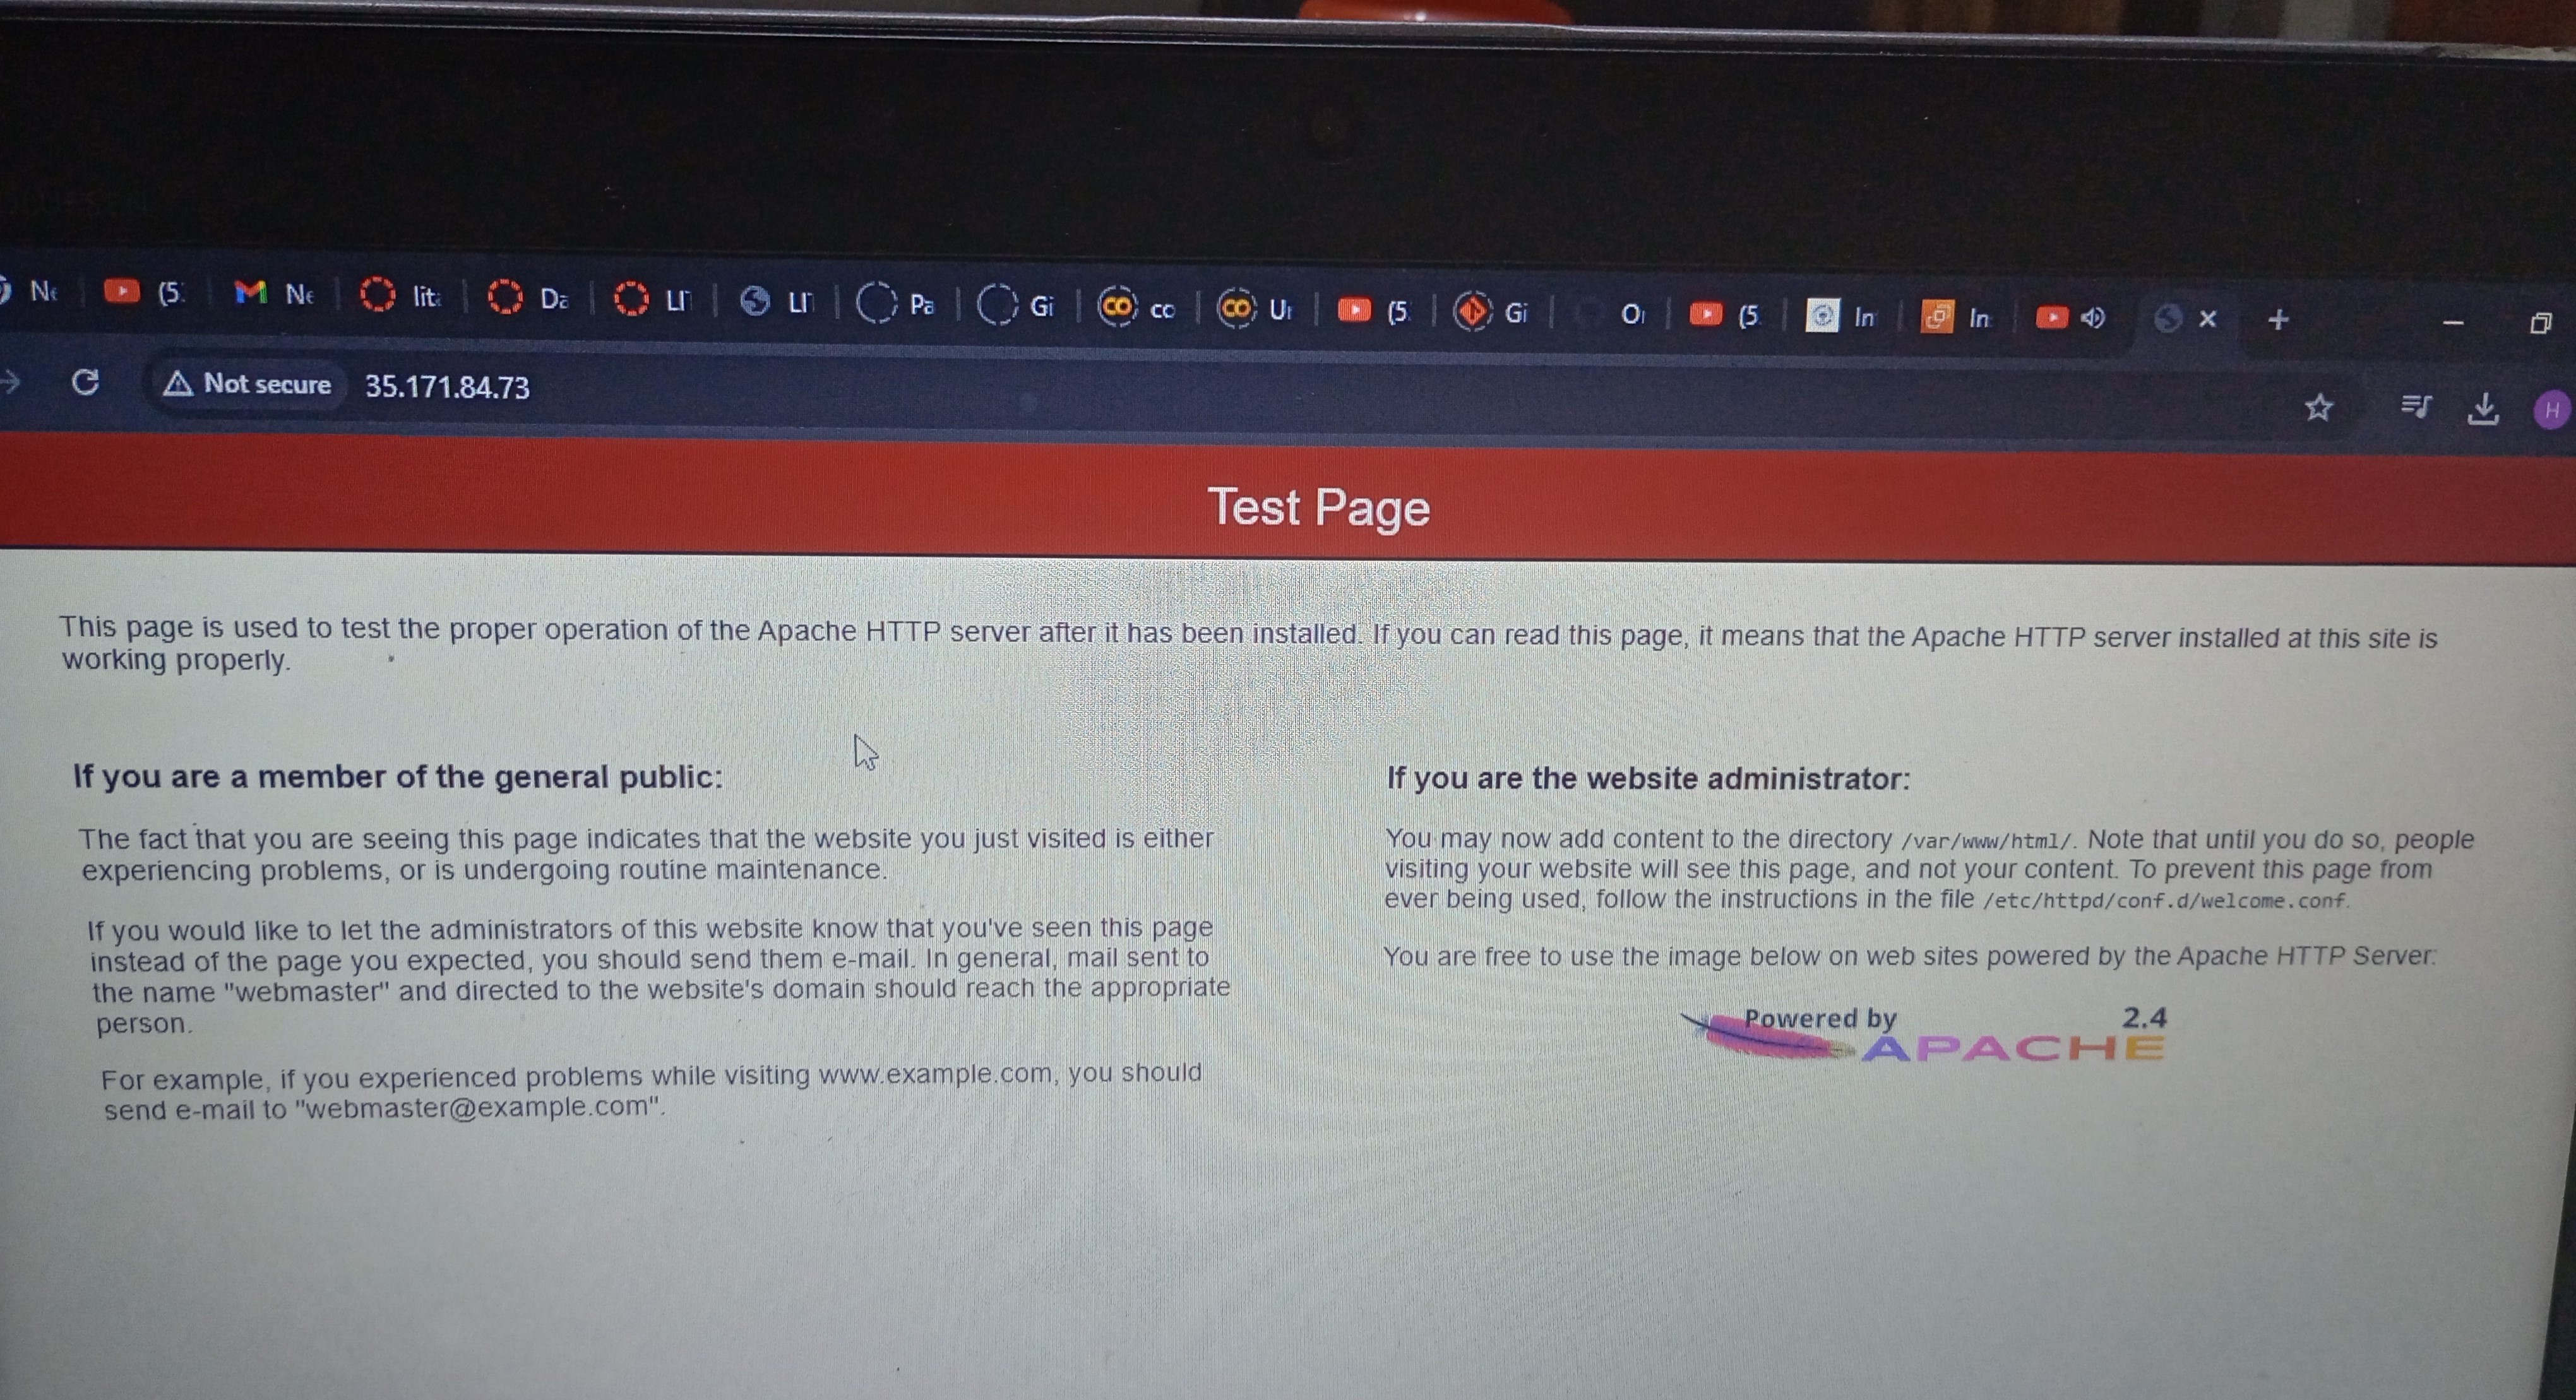 Ne
(5
Ne
lit
Da
LI
LI
Pa
Gi
CO
co
CO
(5
Gi
(5
In
In
Not secure 35.171.84.73
H
Test Page
This page is used to test the proper operation of the Apache HTTP server after it has been installed. If you can read this page, it means that the Apache HTTP server installed at this site is
working properly.
If you are a member of the general public:
The fact that you are seeing this page indicates that the website you just visited is either
experiencing problems, or is undergoing routine maintenance.
If you would like to let the administrators of this website know that you've seen this page
instead of the page you expected, you should send them e-mail. In general, mail sent to
the name "webmaster" and directed to the website's domain should reach the appropriate
person.
For example, if you experienced problems while visiting www.example.com, you should
send e-mail to "webmaster@example.com".
If you are the website administrator:
You may now add content to the directory /var/www/html/. Note that until you do so, people
visiting your website will see this page, and not your content. To prevent this page from
ever being used, follow the instructions in the file /etc/httpd/conf.d/welcome.conf.
You are free to use the image below on web sites powered by the Apache HTTP Server:
Powered by 2.4
APACHE